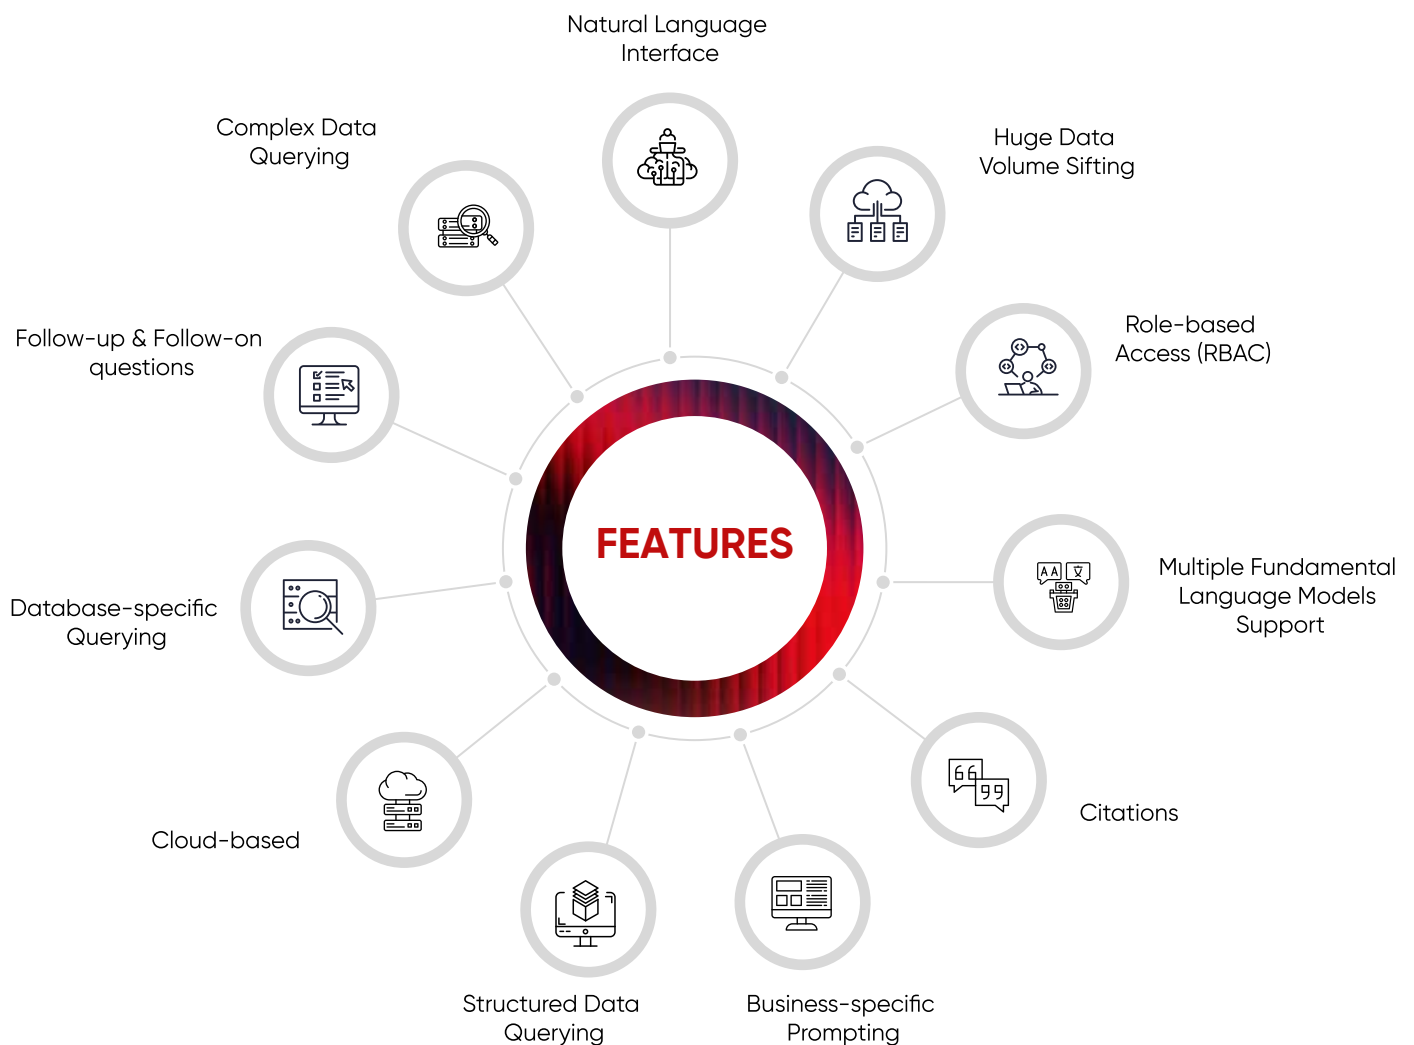 Natural Language
Interface
Huge Data
Volume Sifting
Role-based
Access (RBAC)
Multiple Fundamental
Language Models
Support
Citations
Business-specific
Prompting
Structured Data
Querying
Cloud-based
Database-specific
Querying
Follow-up & Follow-on
questions
Complex Data
Querying
FEATURES